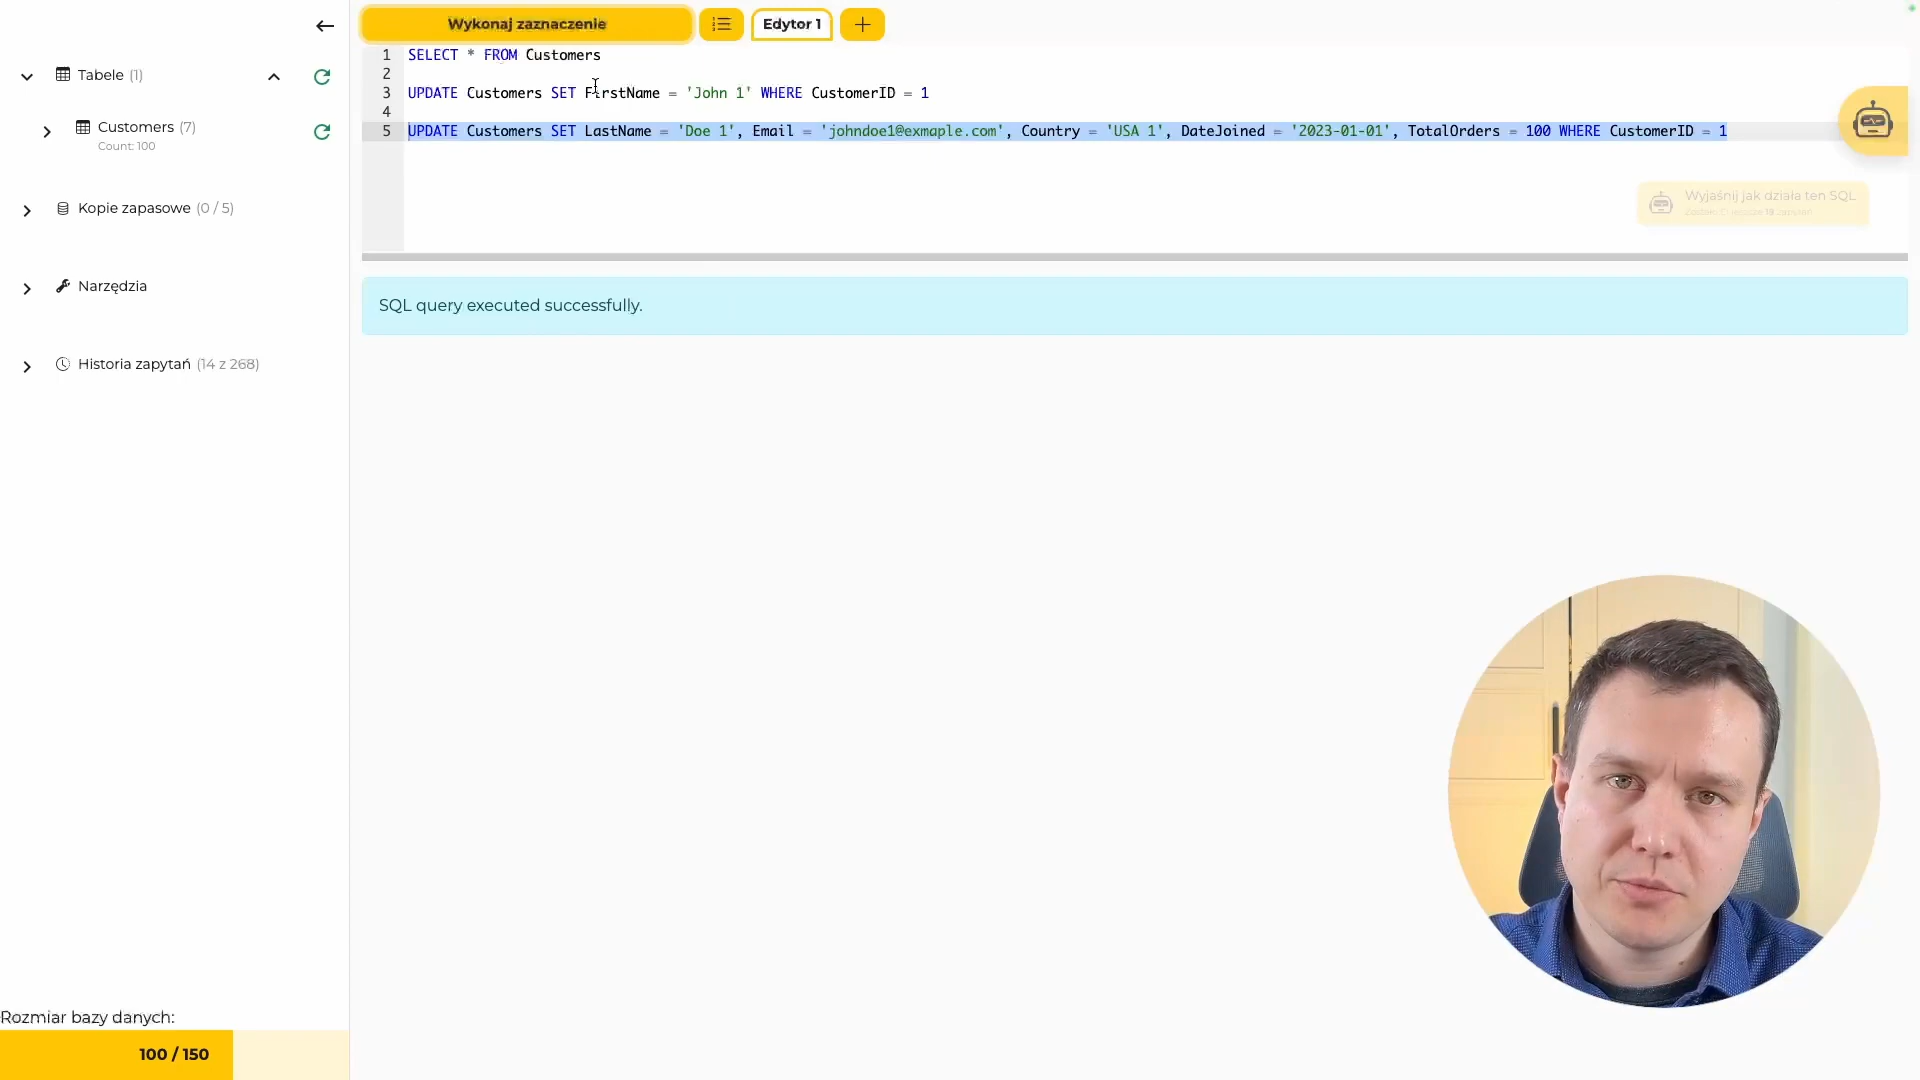 Wykonaj zaznaczenie
Edytor 1
Tabele (1)
Customers (7)
Count: 100
Kopie zapasowe (0 / 5)
Narzędzia
Historia zapytań (14 z 268)
1 SELECT * FROM Customers
2
3 UPDATE Customers SET FirstName = 'John 1' WHERE CustomerID = 1
4
5 UPDATE Customers SET LastName = 'Doe 1', Email = 'johndoe1@exmaple.com', Country = 'USA 1', DateJoined = '2023-01-01', TotalOrders = 100 WHERE CustomerID = 1
Wyjaśnij jak działa ten SQL
SQL query executed successfully.
Rozmiar bazy danych:
100 / 150